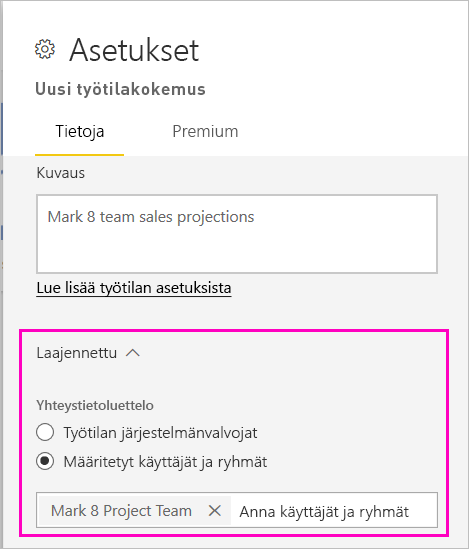 Asetukset
Uusi työtilakokemus
Tietoja Premium
Kuvaus
Mark 8 team sales projections
Lue lisää työtilan asetuksista
Laajennettu
Yhteystietoluettelo
Työtilan järjestelmänvalvojat
Määritetyt käyttäjät ja ryhmät
Mark 8 Project Team Anna käyttäjät ja ryhmät